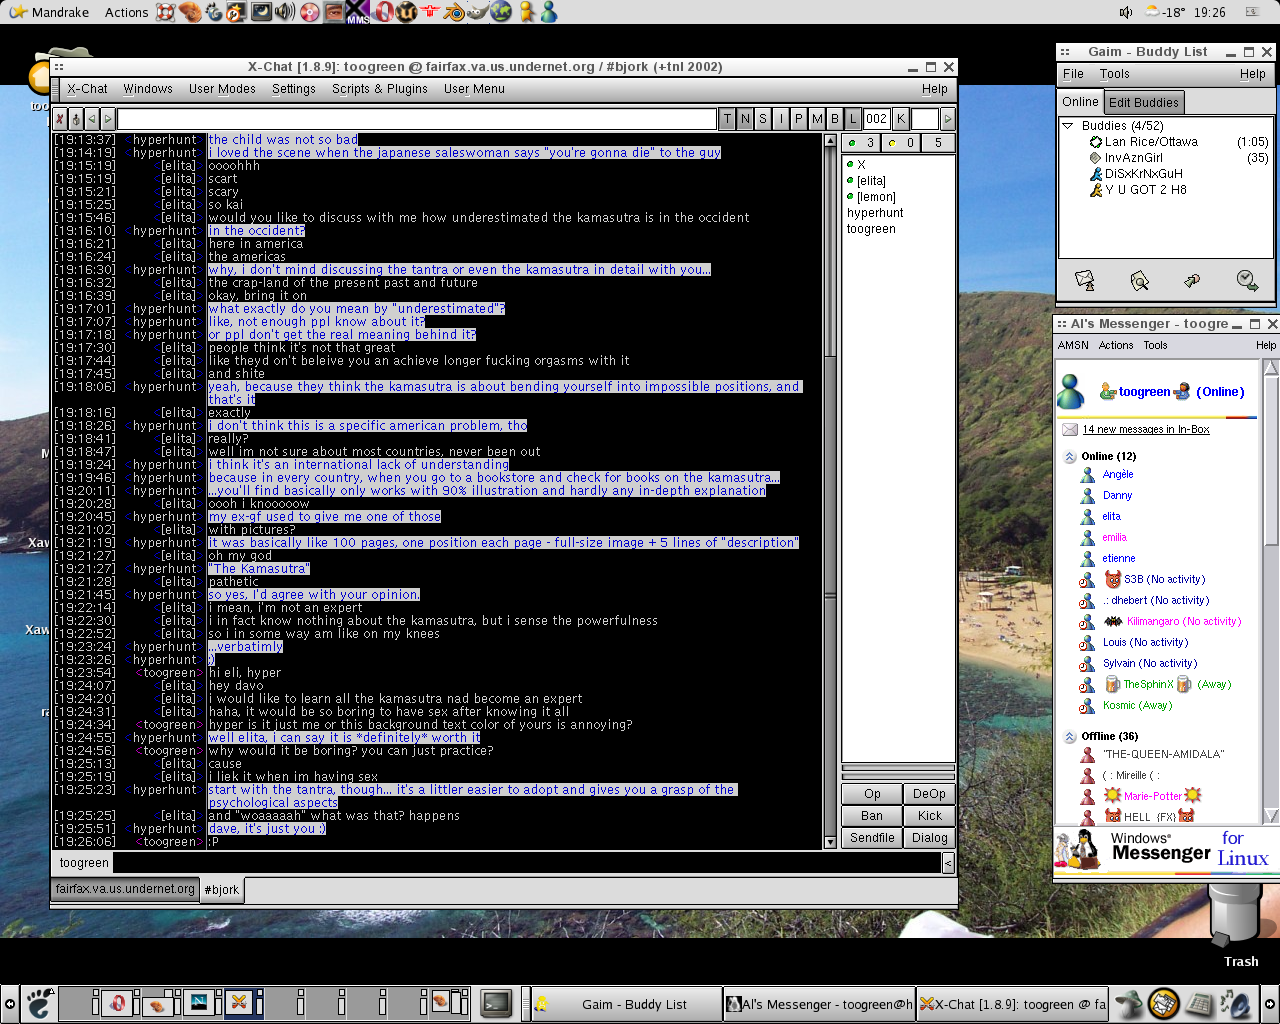 Mandrake Actions -18° 19:26
MMS
X-Chat [1.8.9]: toogreen @ fairfax.va.us.undernet.org / #bjork (+tnl 2002)
X-Chat Windows User Modes Settings Scripts & Plugins User Menu Help
T N S I P M B L 002 K
[19:13:37] <hyperhunt> the child was not so bad
[19:14:19] <hyperhunt> i loved the scene when the japanese saleswoman says "you're gonna die" to the guy
[19:15:19] <[elita]> ooohhh
[19:15:19] <[elita]> scart
[19:15:21] <[elita]> scary
[19:15:25] <[elita]> so kai
[19:15:46] <[elita]> would you like to discuss with me how underestimated the kamasutra is in the occident
[19:16:10] <hyperhunt> in the occident?
[19:16:21] <[elita]> here in america
[19:16:24] <[elita]> the americas
[19:16:30] <hyperhunt> why, i don't mind discussing the tantra or even the kamasutra in detail with you...
[19:16:32] <[elita]> the crap-land of the present past and future
[19:16:39] <[elita]> okay, bring it on
[19:17:01] <hyperhunt> what exactly do you mean by "underestimated"?
[19:17:07] <hyperhunt> like, not enough ppl know about it?
[19:17:18] <hyperhunt> or ppl don't get the real meaning behind it?
[19:17:30] <[elita]> people think it's not that great
[19:17:44] <[elita]> like theyd on't beleive you an achieve longer fucking orgasms with it
[19:17:45] <[elita]> and shite
[19:18:06] <hyperhunt> yeah, because they think the kamasutra is about bending yourself into impossible positions, and
that's it
[19:18:16] <[elita]> exactly
[19:18:26] <hyperhunt> i don't think this is a specific american problem, tho
[19:18:41] <[elita]> really?
[19:18:47] <[elita]> well im not sure about most countries, never been out
[19:19:24] <hyperhunt> i think it's an international lack of understanding
[19:19:46] <hyperhunt> because in every country, when you go to a bookstore and check for books on the kamasutra...
[19:20:11] <hyperhunt> ...you'll find basically only works with 90% illustration and hardly any in-depth explanation
[19:20:28] <[elita]> oooh i knooooow
[19:20:45] <hyperhunt> my ex-gf used to give me one of those
[19:21:02] <[elita]> with pictures?
[19:21:19] <hyperhunt> it was basically like 100 pages, one position each page - full-size image + 5 lines of "description"
[19:21:27] <[elita]> oh my god
[19:21:27] <hyperhunt> "The Kamasutra"
[19:21:28] <[elita]> pathetic
[19:21:45] <hyperhunt> so yes, I'd agree with your opinion.
[19:22:14] <[elita]> i mean, i'm not an expert
[19:22:30] <[elita]> i in fact know nothing about the kamasutra, but i sense the powerfulness
[19:22:52] <[elita]> so i in some way am like on my knees
[19:23:24] <hyperhunt> ...verbatimly
[19:23:26] <hyperhunt> ;)
[19:23:54] <toogreen> hi eli, hyper
[19:24:07] <[elita]> hey davo
[19:24:20] <[elita]> i would like to learn all the kamasutra nad become an expert
[19:24:31] <[elita]> haha, it would be so boring to have sex after knowing it all
[19:24:34] <toogreen> hyper is it just me or this background text color of yours is annoying?
[19:24:55] <hyperhunt> well elita, i can say it is *definitely* worth it
[19:24:56] <toogreen> why would it be boring? you can just practice?
[19:25:13] <[elita]> cause
[19:25:19] <[elita]> i liek it when im having sex
[19:25:23] <hyperhunt> start with the tantra, though... it's a littler easier to adopt and gives you a grasp of the
psychological aspects
[19:25:25] <[elita]> and "woaaaaah" what was that? happens
[19:25:51] <hyperhunt> dave, it's just you :)
[19:26:06] <toogreen> :P
3 0 5
X
[elita]
[lemon]
hyperhunt
toogreen
Op DeOp
Ban Kick
Sendfile Dialog
toogreen <
fairfax.va.us.undernet.org #bjork
Gaim - Buddy List
File Tools Help
Online Edit Buddies
Buddies (4/52)
Lan Rice/Ottawa (1:05)
InvAznGirl (35)
DiSxKrNxGuH
Y U GOT 2 H8
Al's Messenger - toogre
AMSN Actions Tools Help
toogreen (Online)
14 new messages in In-Box
Online (12)
Angèle
Danny
elita
emilia
etienne
S3B (No activity)
.: dhebert (No activity)
Kilimangaro (No activity)
Louis (No activity)
Sylvain (No activity)
TheSphinX (Away)
Kosmic (Away)
Offline (36)
"THE-QUEEN-AMIDALA"
( : Mireille ( :
Marie-Potter
HELL {FX}
Windows®
Messenger for Linux
Trash
Gaim - Buddy List
Al's Messenger - toogreen@h
X-Chat [1.8.9]: toogreen @ fa